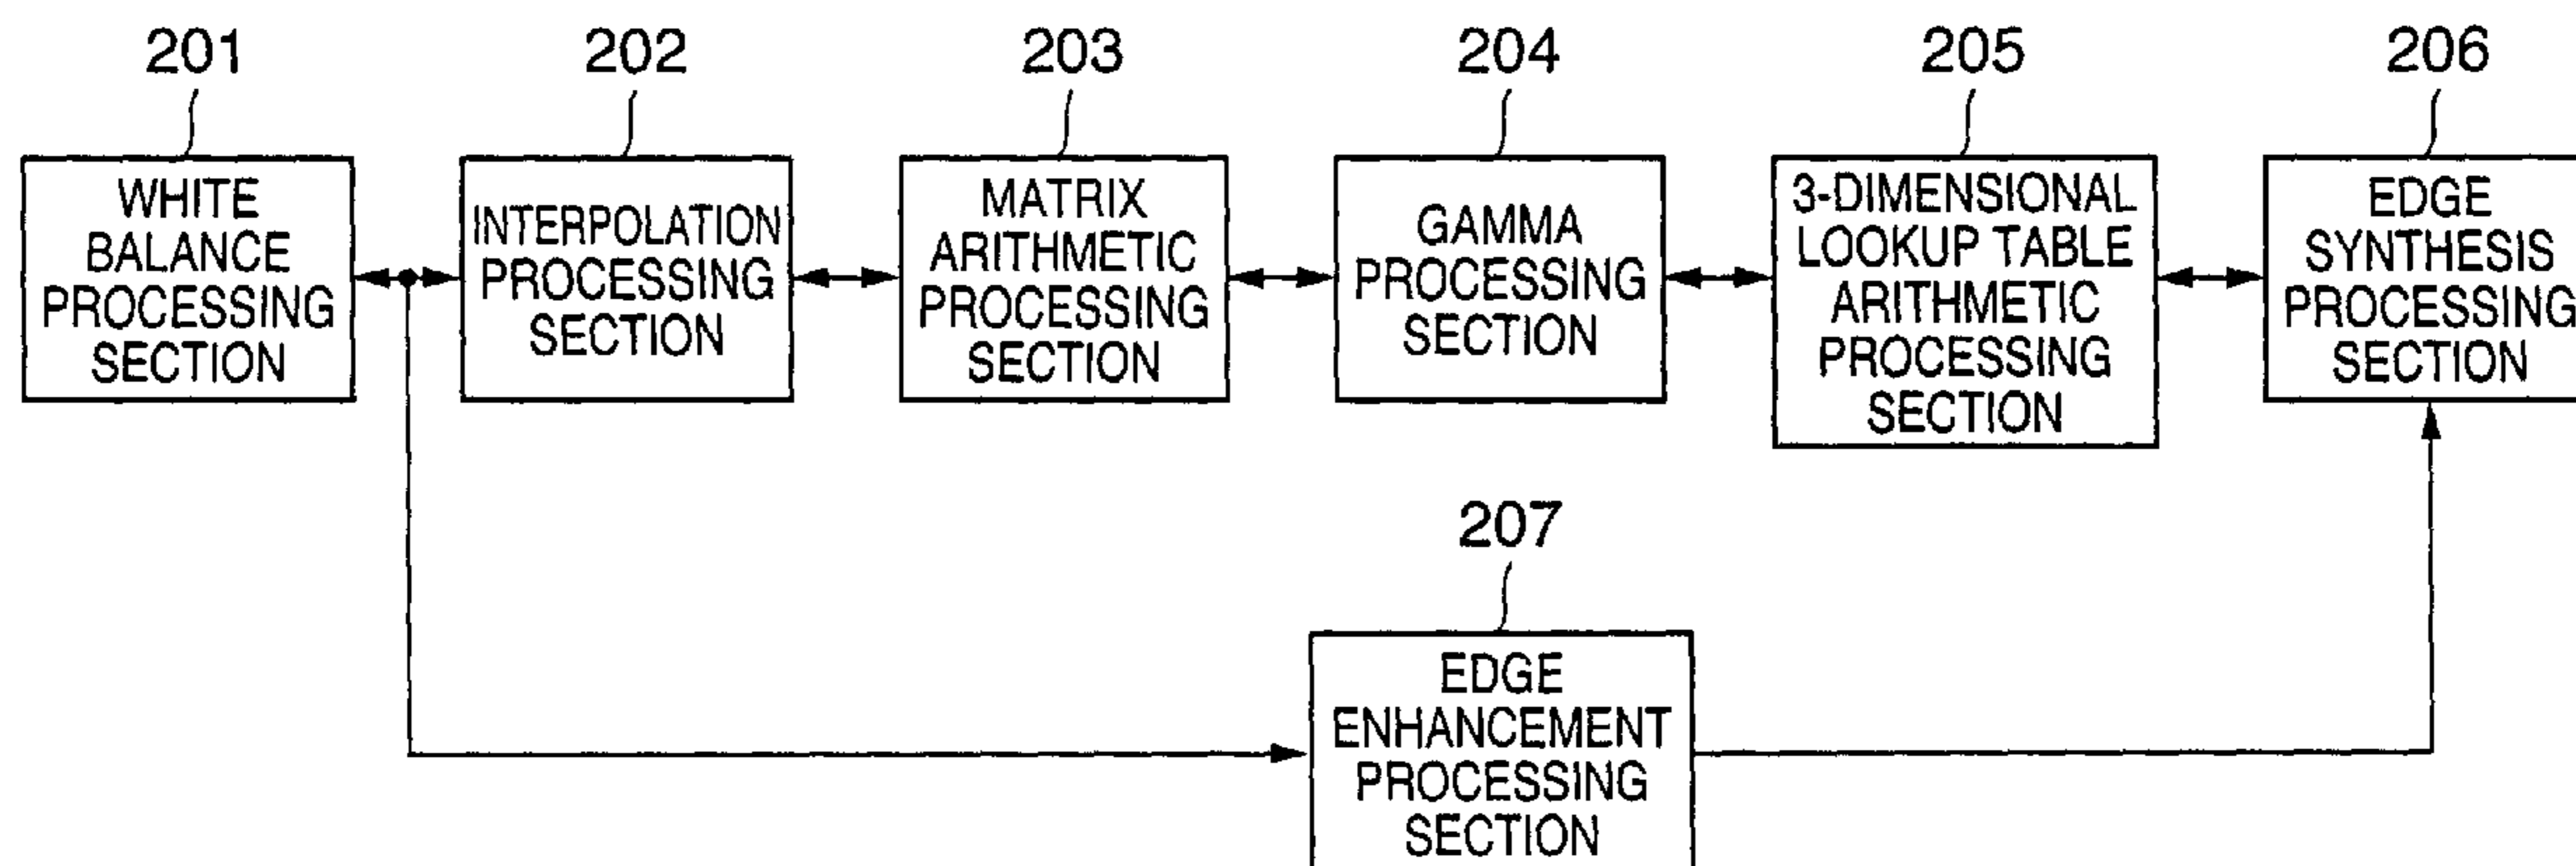 201
202
203
204
205
206
WHITE
BALANCE
PROCESSING
SECTION
INTERPOLATION
PROCESSING
SECTION
MATRIX
ARITHMETIC
PROCESSING
SECTION
GAMMA
PROCESSING
SECTION
3-DIMENSIONAL
LOOKUP TABLE
ARITHMETIC
PROCESSING
SECTION
EDGE
SYNTHESIS
PROCESSING
SECTION
207
EDGE
ENHANCEMENT
PROCESSING
SECTION